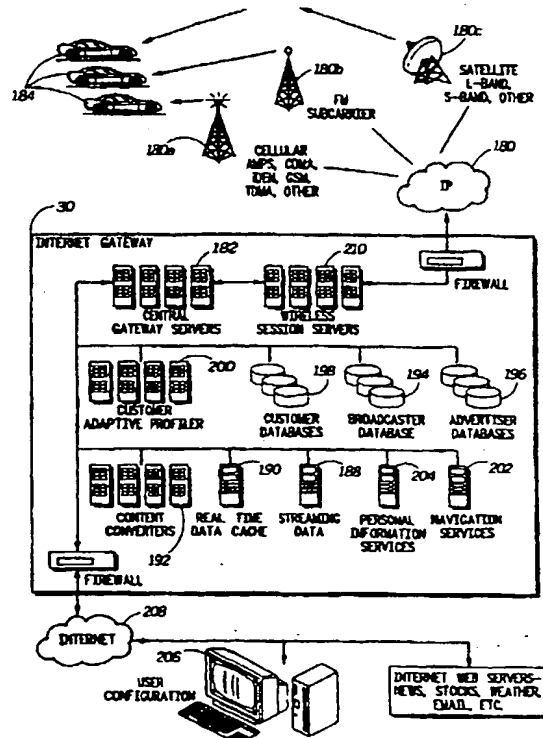 180c
SATELLITE
L-BAND,
S-BAND, OTHER
184
180b
FM
SUBCARRIER
180a
CELLULAR
AMPS, CDMA,
IDEN, GSM,
TDMA, OTHER
180
IP
30
INTERNET GATEWAY
182
210
FIREWALL
CENTRAL
GATEWAY SERVERS
WIRELESS
SESSION SERVERS
200
198
194
196
CUSTOMER
ADAPTIVE PROFILER
CUSTOMER
DATABASES
BROADCASTER
DATABASE
ADVERTISER
DATABASES
190
188
204
202
CONTENT
CONVERTERS
192
REAL TIME
DATA CACHE
STREAMING
DATA
PERSONAL
INFORMATION
SERVICES
NAVIGATION
SERVICES
FIREWALL
208
INTERNET
206
USER
CONFIGURATION
INTERNET WEB SERVERS-
NEWS, STOCKS, WEATHER,
EMAIL, ETC.